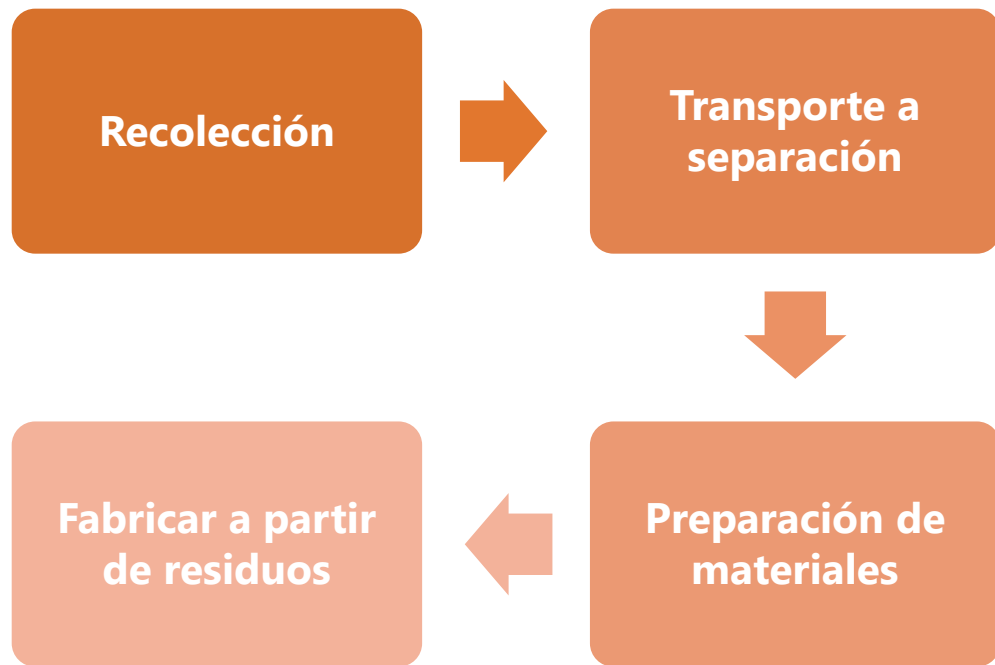 Recolección
Transporte a
separación
Preparación de
materiales
Fabricar a partir
de residuos